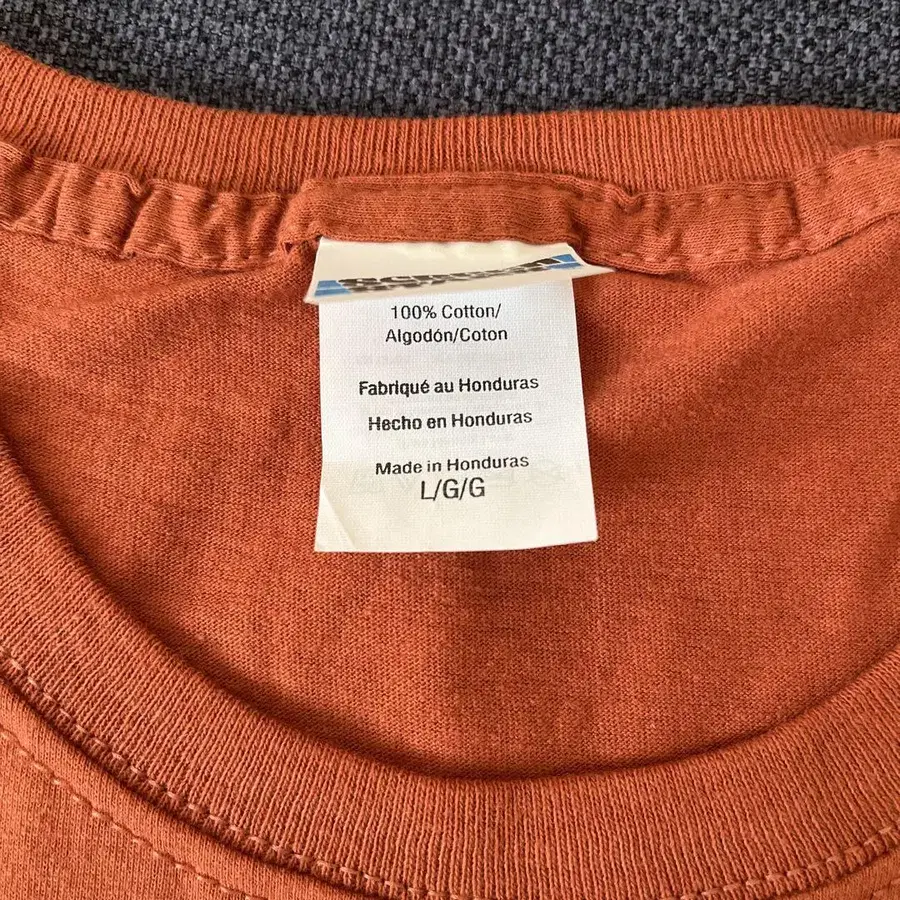 100% Cotton/
Algodón/Coton
Fabriqué au Honduras
Hecho en Honduras
Made in Honduras
L/G/G